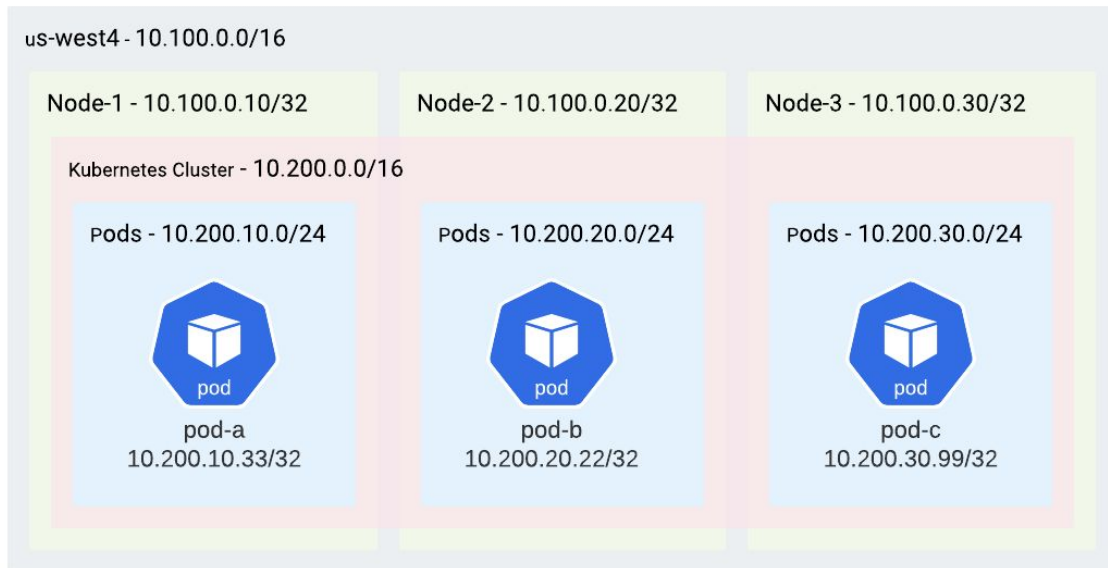 us-west4 - 10.100.0.0/16
Node-1 - 10.100.0.10/32
Node-2 - 10.100.0.20/32
Node-3 - 10.100.0.30/32
Kubernetes Cluster - 10.200.0.0/16
Pods - 10.200.10.0/24
Pods - 10.200.20.0/24
Pods - 10.200.30.0/24
pod
pod
pod
pod-a
10.200.10.33/32
pod-b
10.200.20.22/32
pod-c
10.200.30.99/32